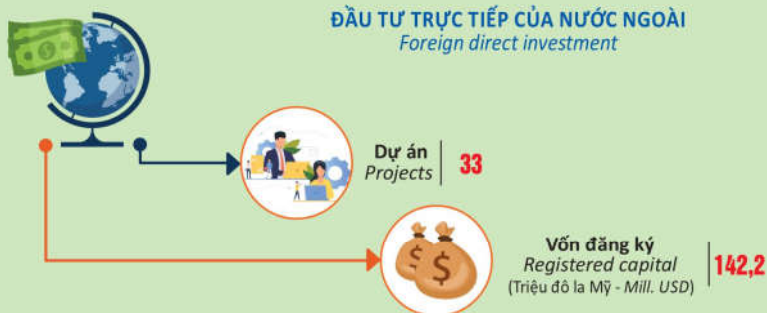 ĐẦU TƯ TRỰC TIẾP CỦA NƯỚC NGOÀI
Foreign direct investment
Dự án
Projects
33
Vốn đăng ký
Registered capital
(Triệu đô la Mỹ - Mill. USD)
142,2